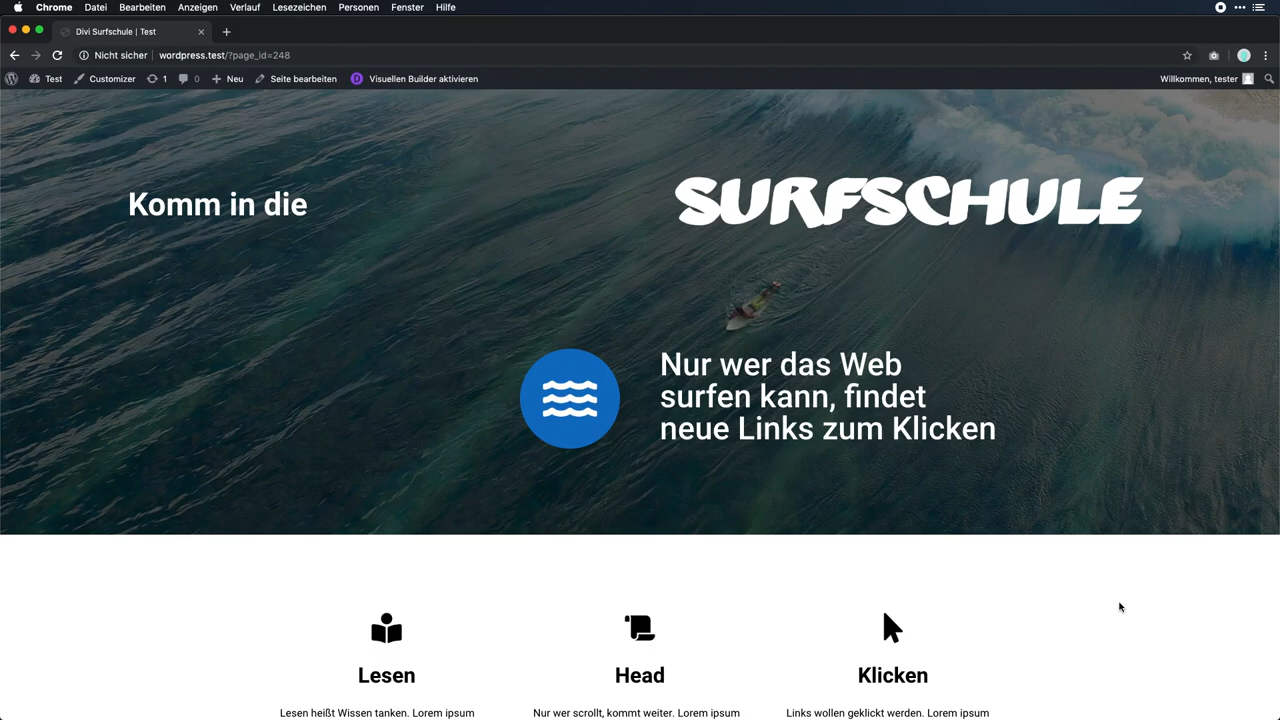 Chrome Datei Bearbeiten Anzeigen Verlauf Lesezeichen Personen Fenster Hilfe
Divi Surfschule | Test
Nicht sicher | wordpress.test/?page_id=248
Test Customizer 1 0 Neu Seite bearbeiten D Visuellen Builder aktivieren Willkommen, tester
Komm in die
SURFSCHULE
Nur wer das Web
surfen kann, findet
neue Links zum Klicken
Lesen Head Klicken
Lesen heißt Wissen tanken. Lorem ipsum Nur wer scrollt, kommt weiter. Lorem ipsum Links wollen geklickt werden. Lorem ipsum